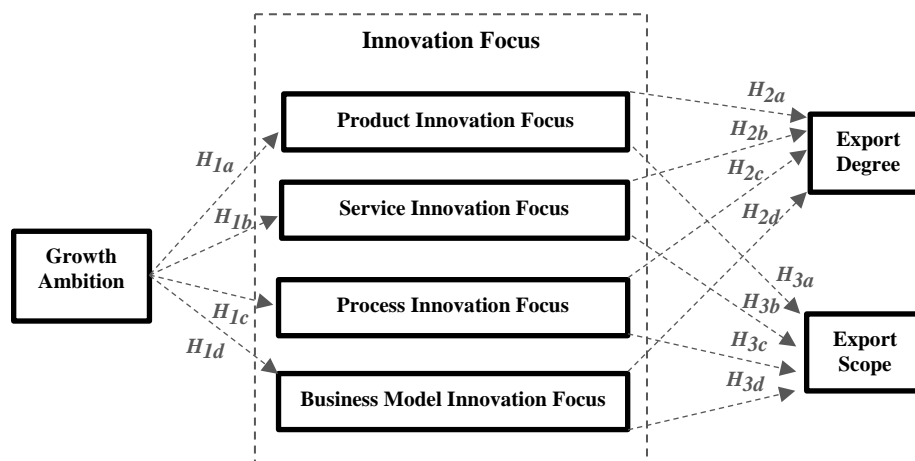 Innovation Focus
Product Innovation Focus
Service Innovation Focus
Process Innovation Focus
Business Model Innovation Focus
Growth
Ambition
Export
Degree
Export
Scope
H1a
H1b
H1c
H1d
H2a
H2b
H2c
H2d
H3a
H3b
H3c
H3d